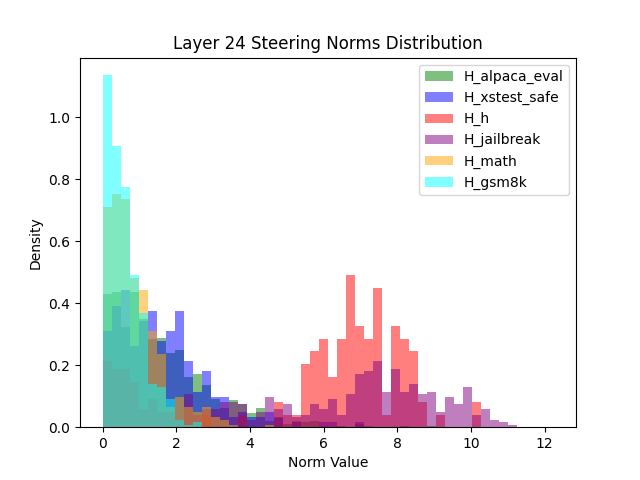 Layer 24 Steering Norms Distribution
H_alpaca_eval
H_xstest_safe
H_h
H_jailbreak
H_math
H_gsm8k
Density
1.0
0.8
0.6
0.4
0.2
0.0
0 2 4 6 8 10 12
Norm Value